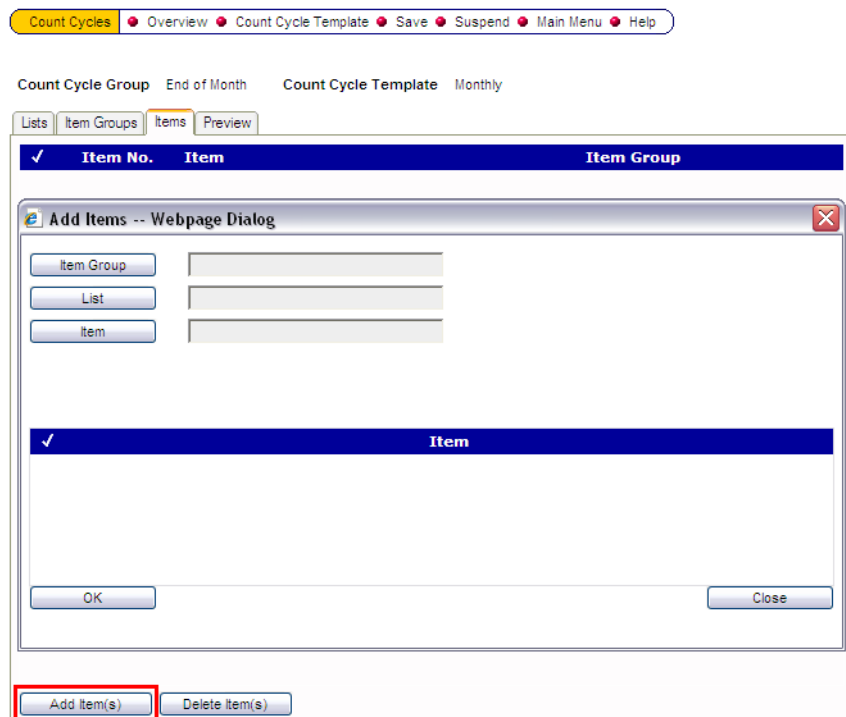 Count Cycles Overview Count Cycle Template Save Suspend Main Menu Help
Count Cycle Group End of Month Count Cycle Template Monthly
Lists Item Groups Items Preview
✓ Item No. Item Item Group
Add Items -- Webpage Dialog
Item Group
List
Item
✓ Item
OK Close
Add Item(s) Delete Item(s)